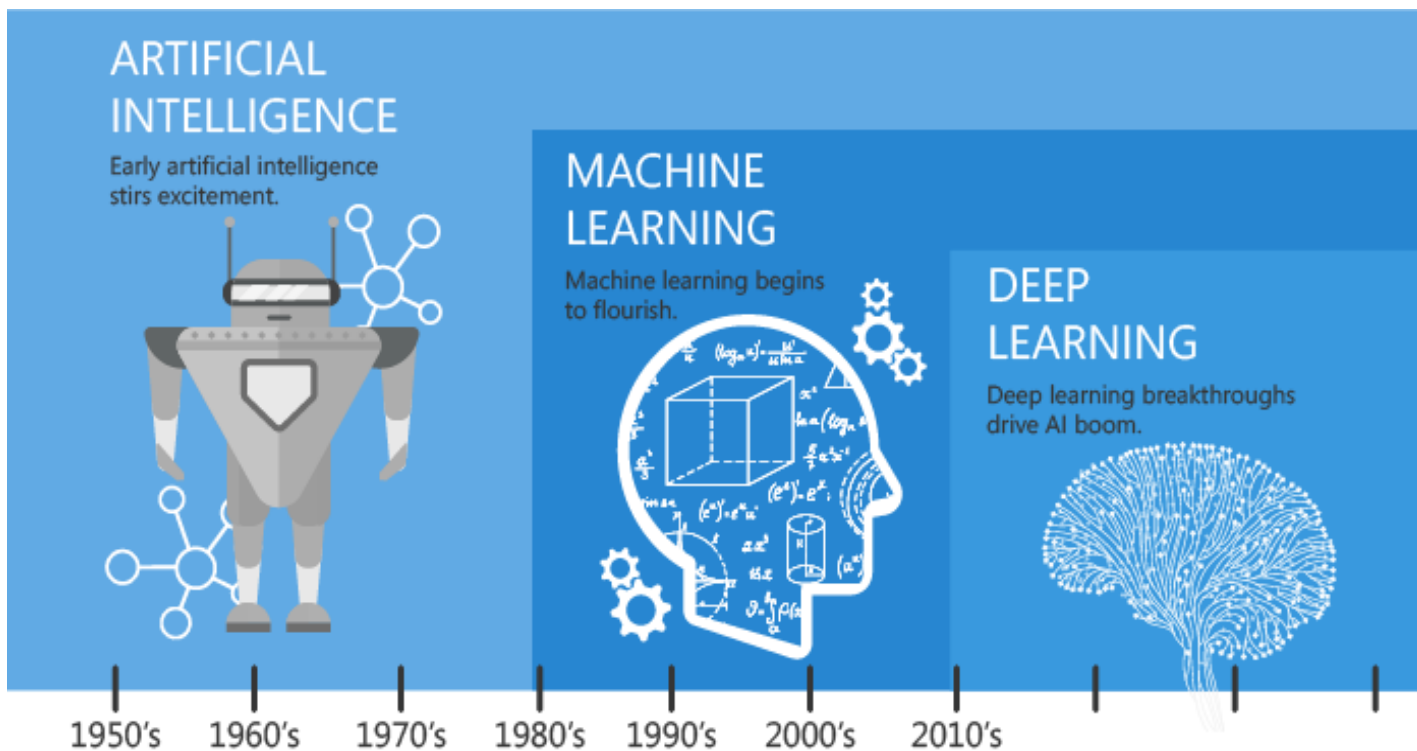 ARTIFICIAL
INTELLIGENCE
Early artificial intelligence
stirs excitement.
MACHINE
LEARNING
Machine learning begins
to flourish.
DEEP
LEARNING
Deep learning breakthroughs
drive AI boom.
1950's 1960's 1970's 1980's 1990's 2000's 2010's